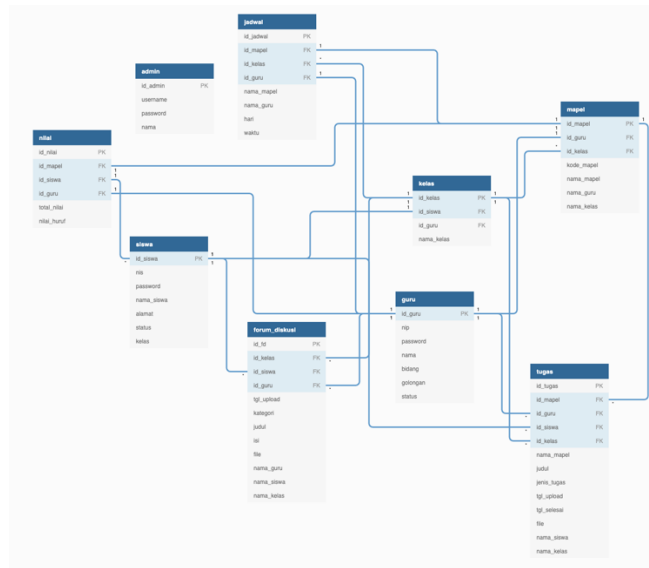 jadwal
id_jadwal PK
id_mapel FK
id_kelas FK
id_guru FK
nama_mapel
nama_guru
hari
waktu
admin
id_admin PK
username
password
nama
mapel
id_mapel FK
id_guru FK
id_kelas FK
kode_mapel
nama_mapel
nama_guru
nama_kelas
nilai
id_nilai PK
id_mapel FK
id_siswa FK
id_guru FK
total_nilai
nilai_huruf
kelas
id_kelas PK
id_siswa FK
id_guru FK
nama_kelas
siswa
id_siswa PK
nis
password
nama_siswa
alamat
status
kelas
guru
id_guru PK
nip
password
nama
bidang
golongan
status
forum_diskusi
id_fd PK
id_kelas FK
id_siswa FK
id_guru FK
tgl_upload
kategori
judul
isi
file
nama_guru
nama_siswa
nama_kelas
tugas
id_tugas PK
id_mapel FK
id_guru FK
id_siswa FK
id_kelas FK
nama_mapel
judul
jenis_tugas
tgl_upload
tgl_selesai
file
nama_siswa
nama_kelas